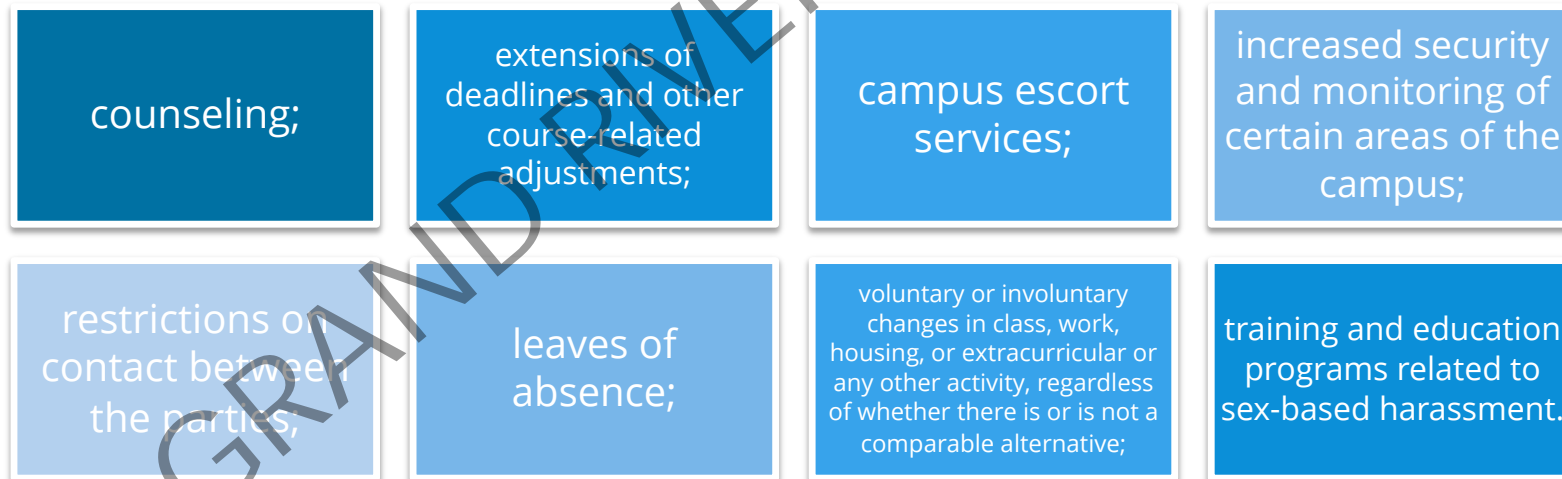 counseling;
extensions of
deadlines and other
course-related
adjustments;
campus escort
services;
increased security
and monitoring of
certain areas of the
campus;
restrictions on
contact between
the parties;
leaves of
absence;
voluntary or involuntary
changes in class, work,
housing, or extracurricular or
any other activity, regardless
of whether there is or is not a
comparable alternative;
training and education
programs related to
sex-based harassment.
GRAND